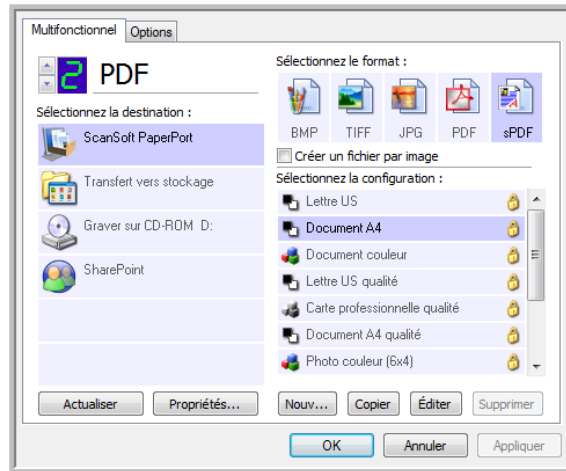 Multifonctionnel
Options
2
PDF
Sélectionnez la destination :
ScanSoft PaperPort
Transfert vers stockage
Graver sur CD-ROM D:
SharePoint
Actualiser
Propriétés...
Sélectionnez le format :
BMP
TIFF
JPG
PDF
sPDF
Créer un fichier par image
Sélectionnez la configuration :
Lettre US
Document A4
Document couleur
Lettre US qualité
Carte professionnelle qualité
Document A4 qualité
Photo couleur (6x4)
Nouv...
Copier
Éditer
Supprimer
OK
Annuler
Appliquer